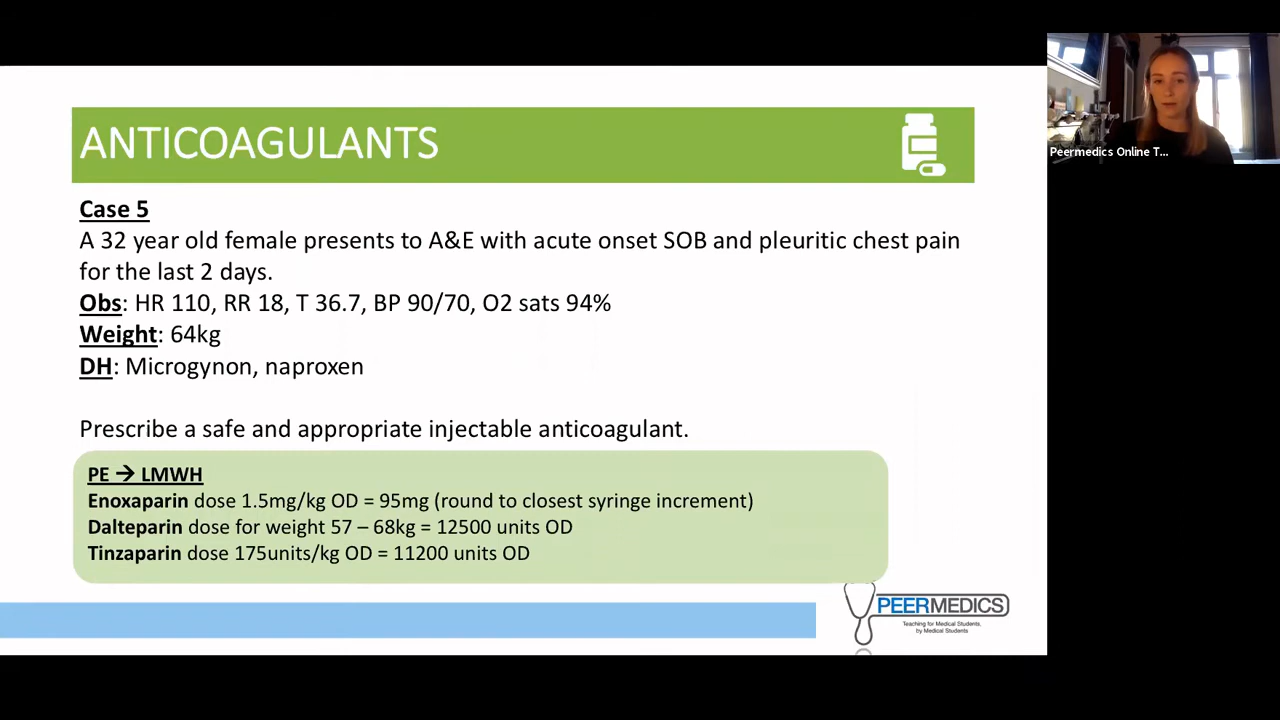 ANTICOAGULANTS
Case 5
A 32 year old female presents to A&E with acute onset SOB and pleuritic chest pain
for the last 2 days.
Obs: HR 110, RR 18, T 36.7, BP 90/70, O2 sats 94%
Weight: 64kg
DH: Microgynon, naproxen
Prescribe a safe and appropriate injectable anticoagulant.
PE → LMWH
Enoxaparin dose 1.5mg/kg OD = 95mg (round to closest syringe increment)
Dalteparin dose for weight 57 – 68kg = 12500 units OD
Tinzaparin dose 175units/kg OD = 11200 units OD
PEERMEDICS
Teaching for Medical Students,
by Medical Students
Peermedics Online T...